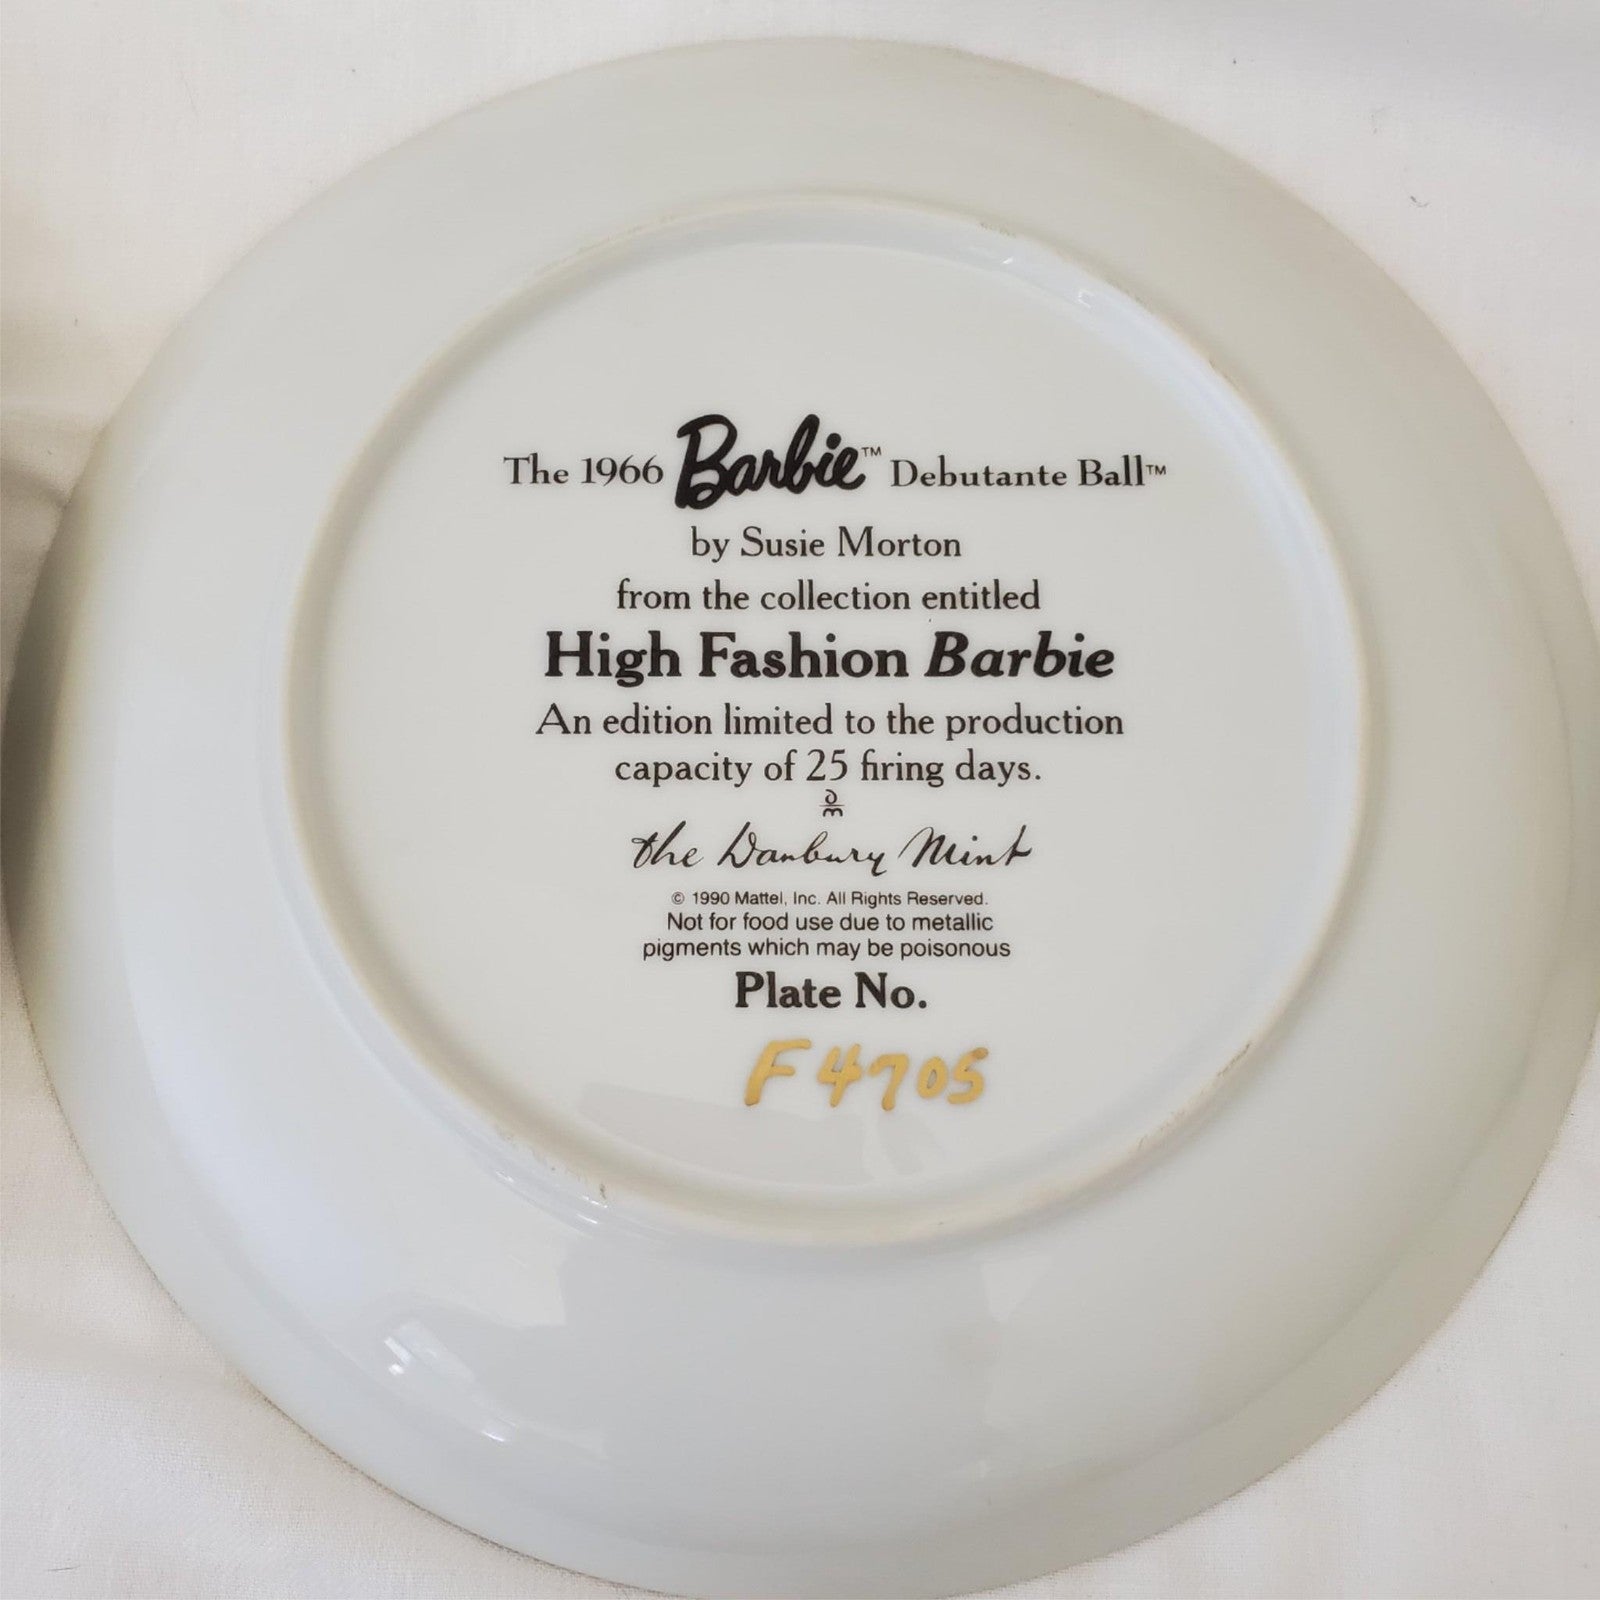 The 1966 Barbie™ Debutante Ball™
by Susie Morton
from the collection entitled
High Fashion Barbie
An edition limited to the production
capacity of 25 firing days.
the Danbury Mint
© 1990 Mattel, Inc. All Rights Reserved.
Not for food use due to metallic
pigments which may be poisonous
Plate No.
F4705